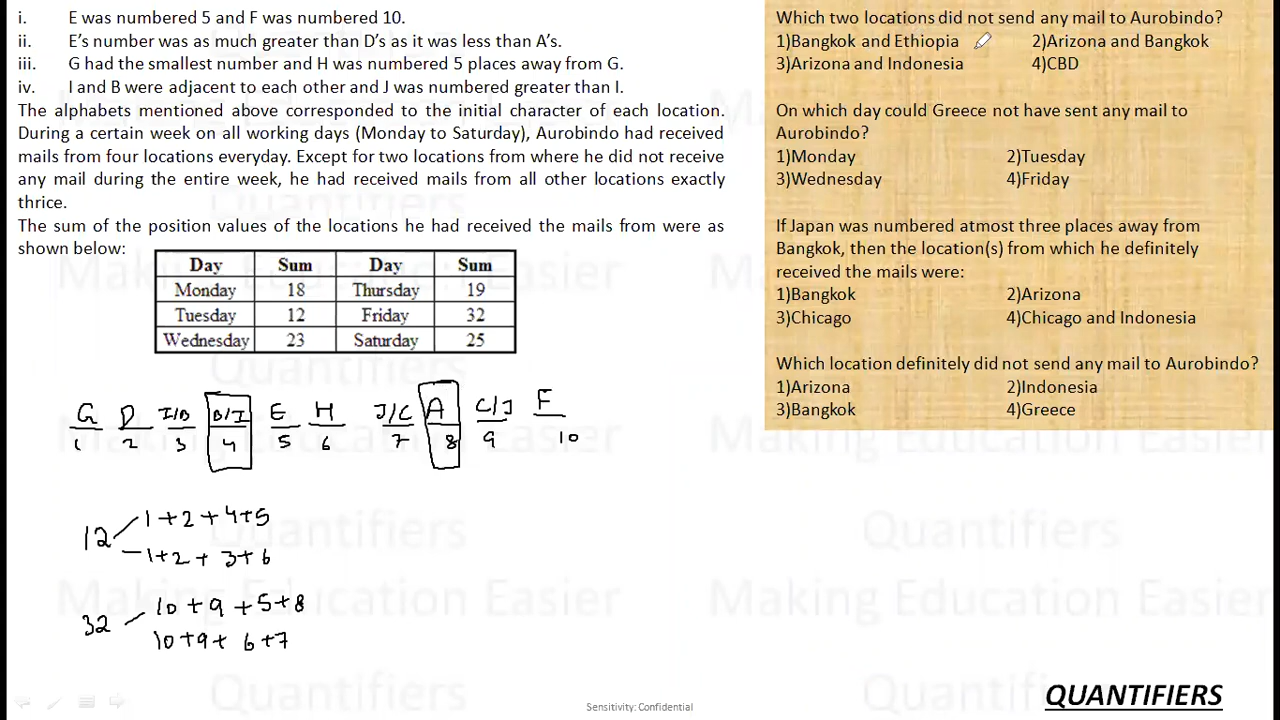 i. E was numbered 5 and F was numbered 10.
ii. E's number was as much greater than D's as it was less than A's.
iii. G had the smallest number and H was numbered 5 places away from G.
iv. I and B were adjacent to each other and J was numbered greater than I.
The alphabets mentioned above corresponded to the initial character of each location.
During a certain week on all working days (Monday to Saturday), Aurobindo had received
mails from four locations everyday. Except for two locations from where he did not receive
any mail during the entire week, he had received mails from all other locations exactly
thrice.
The sum of the position values of the locations he had received the mails from were as
shown below:
Day Sum Day Sum
Monday 18 Thursday 19
Tuesday 12 Friday 32
Wednesday 23 Saturday 25
G D I/B B/I E H J/C A C/J F
1 2 3 4 5 6 7 8 9 10
12 1+2+4+5
1+2+3+6
32 10+9+5+8
10+9+6+7
Which two locations did not send any mail to Aurobindo?
1)Bangkok and Ethiopia 2)Arizona and Bangkok
3)Arizona and Indonesia 4)CBD
On which day could Greece not have sent any mail to
Aurobindo?
1)Monday 2)Tuesday
3)Wednesday 4)Friday
If Japan was numbered atmost three places away from
Bangkok, then the location(s) from which he definitely
received the mails were:
1)Bangkok 2)Arizona
3)Chicago 4)Chicago and Indonesia
Which location definitely did not send any mail to Aurobindo?
1)Arizona 2)Indonesia
3)Bangkok 4)Greece
Quantifiers
Making Education Easier
Sensitivity: Confidential
QUANTIFIERS